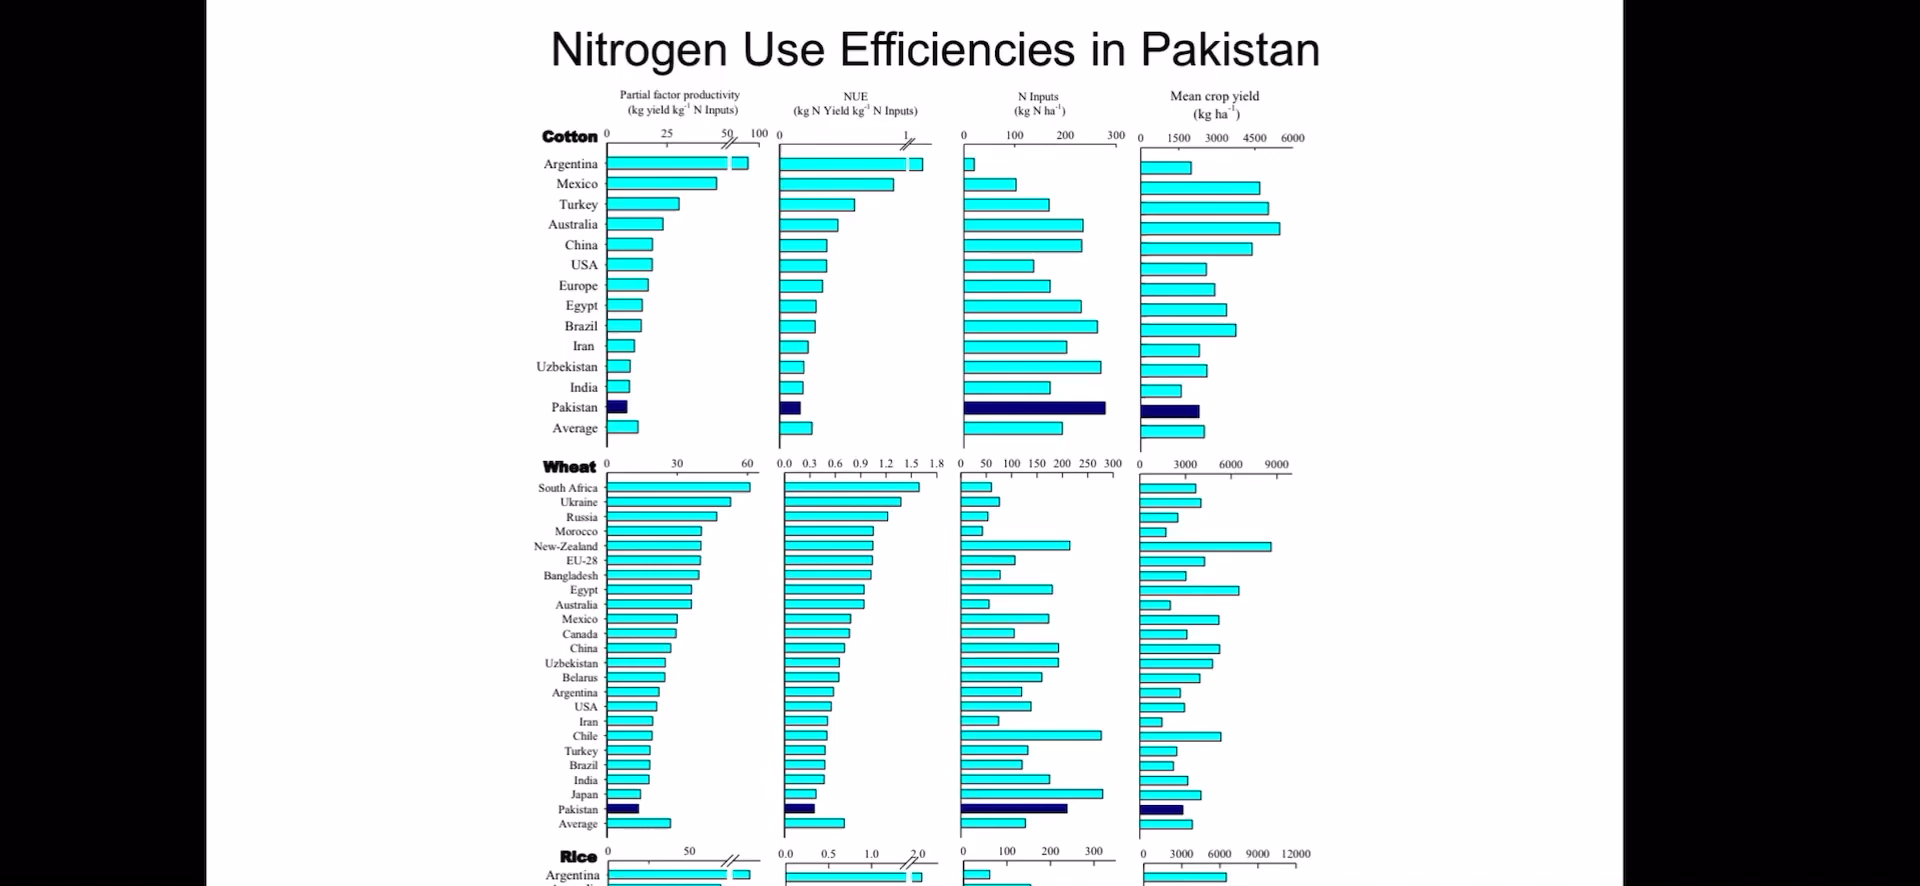 Nitrogen Use Efficiencies in Pakistan
Partial factor productivity
(kg yield kg⁻¹ N Inputs)
NUE
(kg N Yield kg⁻¹ N Inputs)
N Inputs
(kg N ha⁻¹)
Mean crop yield
(kg ha⁻¹)
Cotton 0 25 50 100 0 1 0 100 200 300 0 1500 3000 4500 6000
Argentina
Mexico
Turkey
Australia
China
USA
Europe
Egypt
Brazil
Iran
Uzbekistan
India
Pakistan
Average
Wheat 0 30 60 0.0 0.3 0.6 0.9 1.2 1.5 1.8 0 50 100 150 200 250 300 0 3000 6000 9000
South Africa
Ukraine
Russia
Morocco
New-Zealand
EU-28
Bangladesh
Egypt
Australia
Mexico
Canada
China
Uzbekistan
Belarus
Argentina
USA
Iran
Chile
Turkey
Brazil
India
Japan
Pakistan
Average
Rice 0 50 0.0 0.5 1.0 2.0 0 100 200 300 0 3000 6000 9000 12000
Argentina